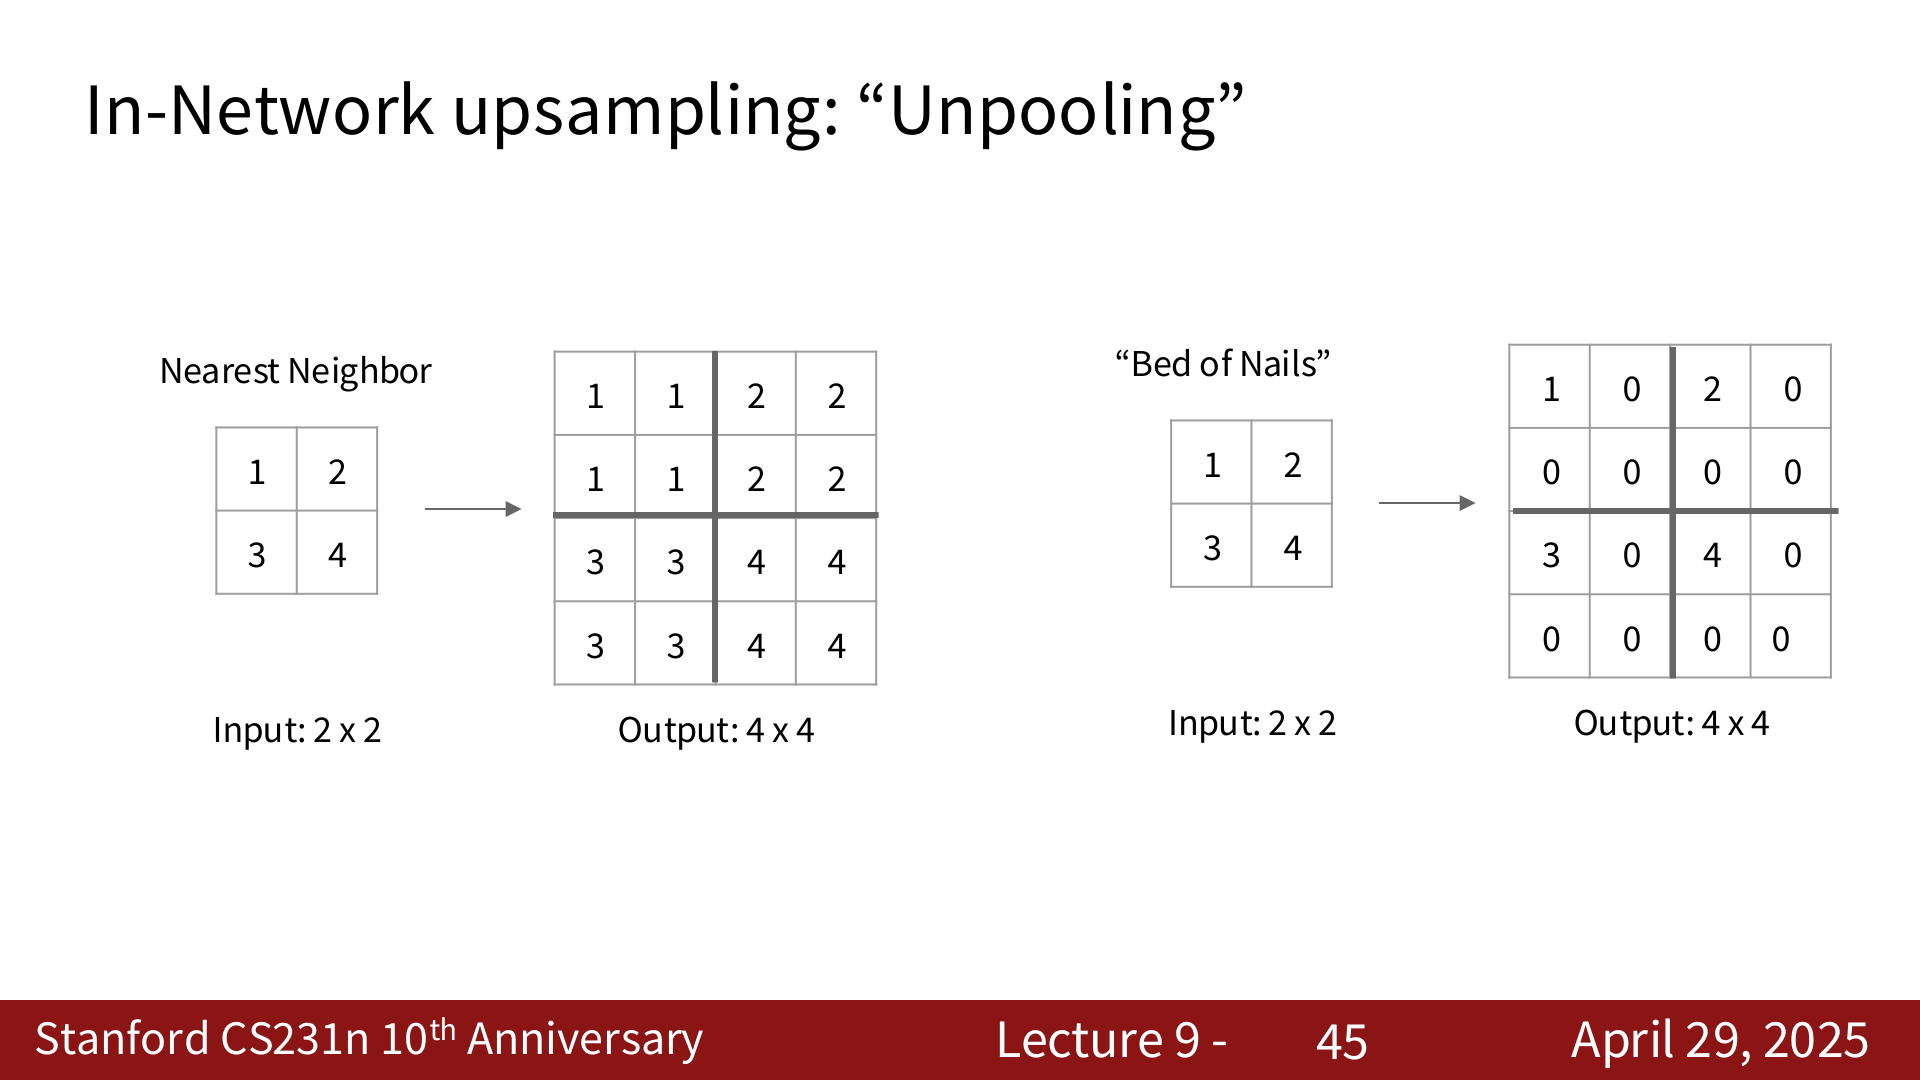 In-Network upsampling: “Unpooling”
Nearest Neighbor
1 2
3 4
Input: 2 x 2
1 1 2 2
1 1 2 2
3 3 4 4
3 3 4 4
Output: 4 x 4
“Bed of Nails”
1 2
3 4
Input: 2 x 2
1 0 2 0
0 0 0 0
3 0 4 0
0 0 0 0
Output: 4 x 4
Stanford CS231n 10th Anniversary
Lecture 9 - 45
April 29, 2025